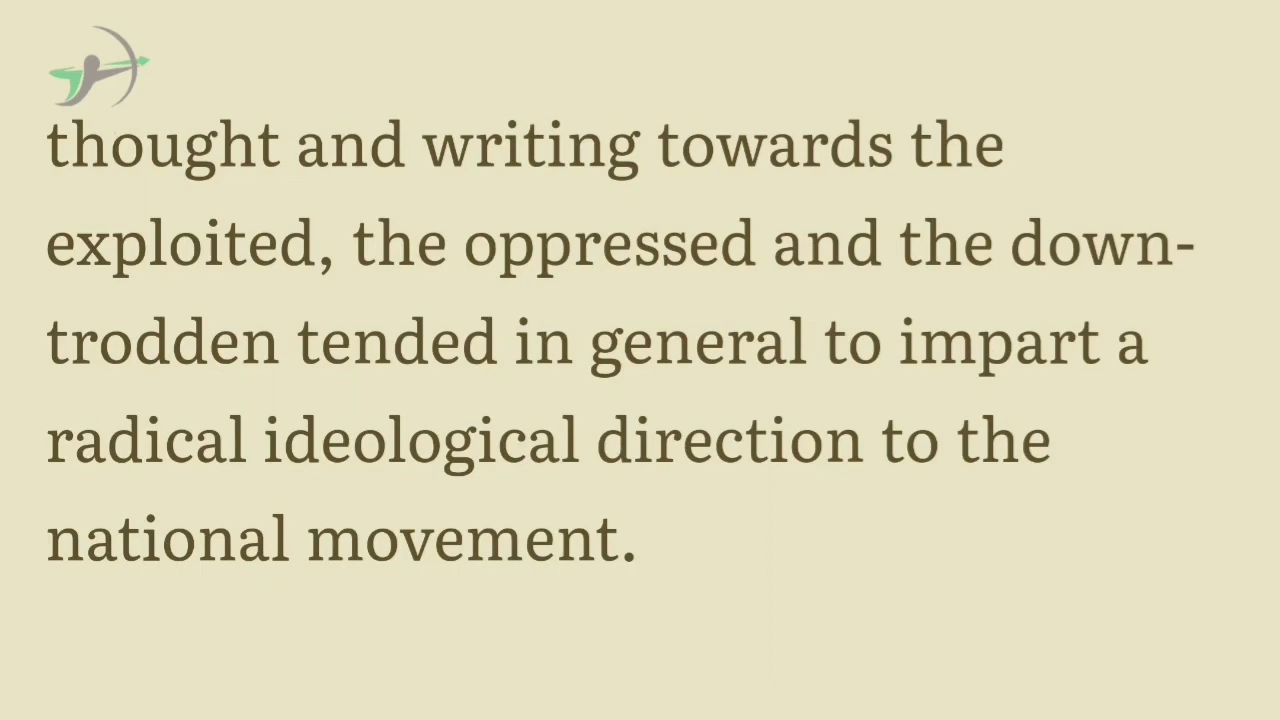 thought and writing towards the
exploited, the oppressed and the down-
trodden tended in general to impart a
radical ideological direction to the
national movement.